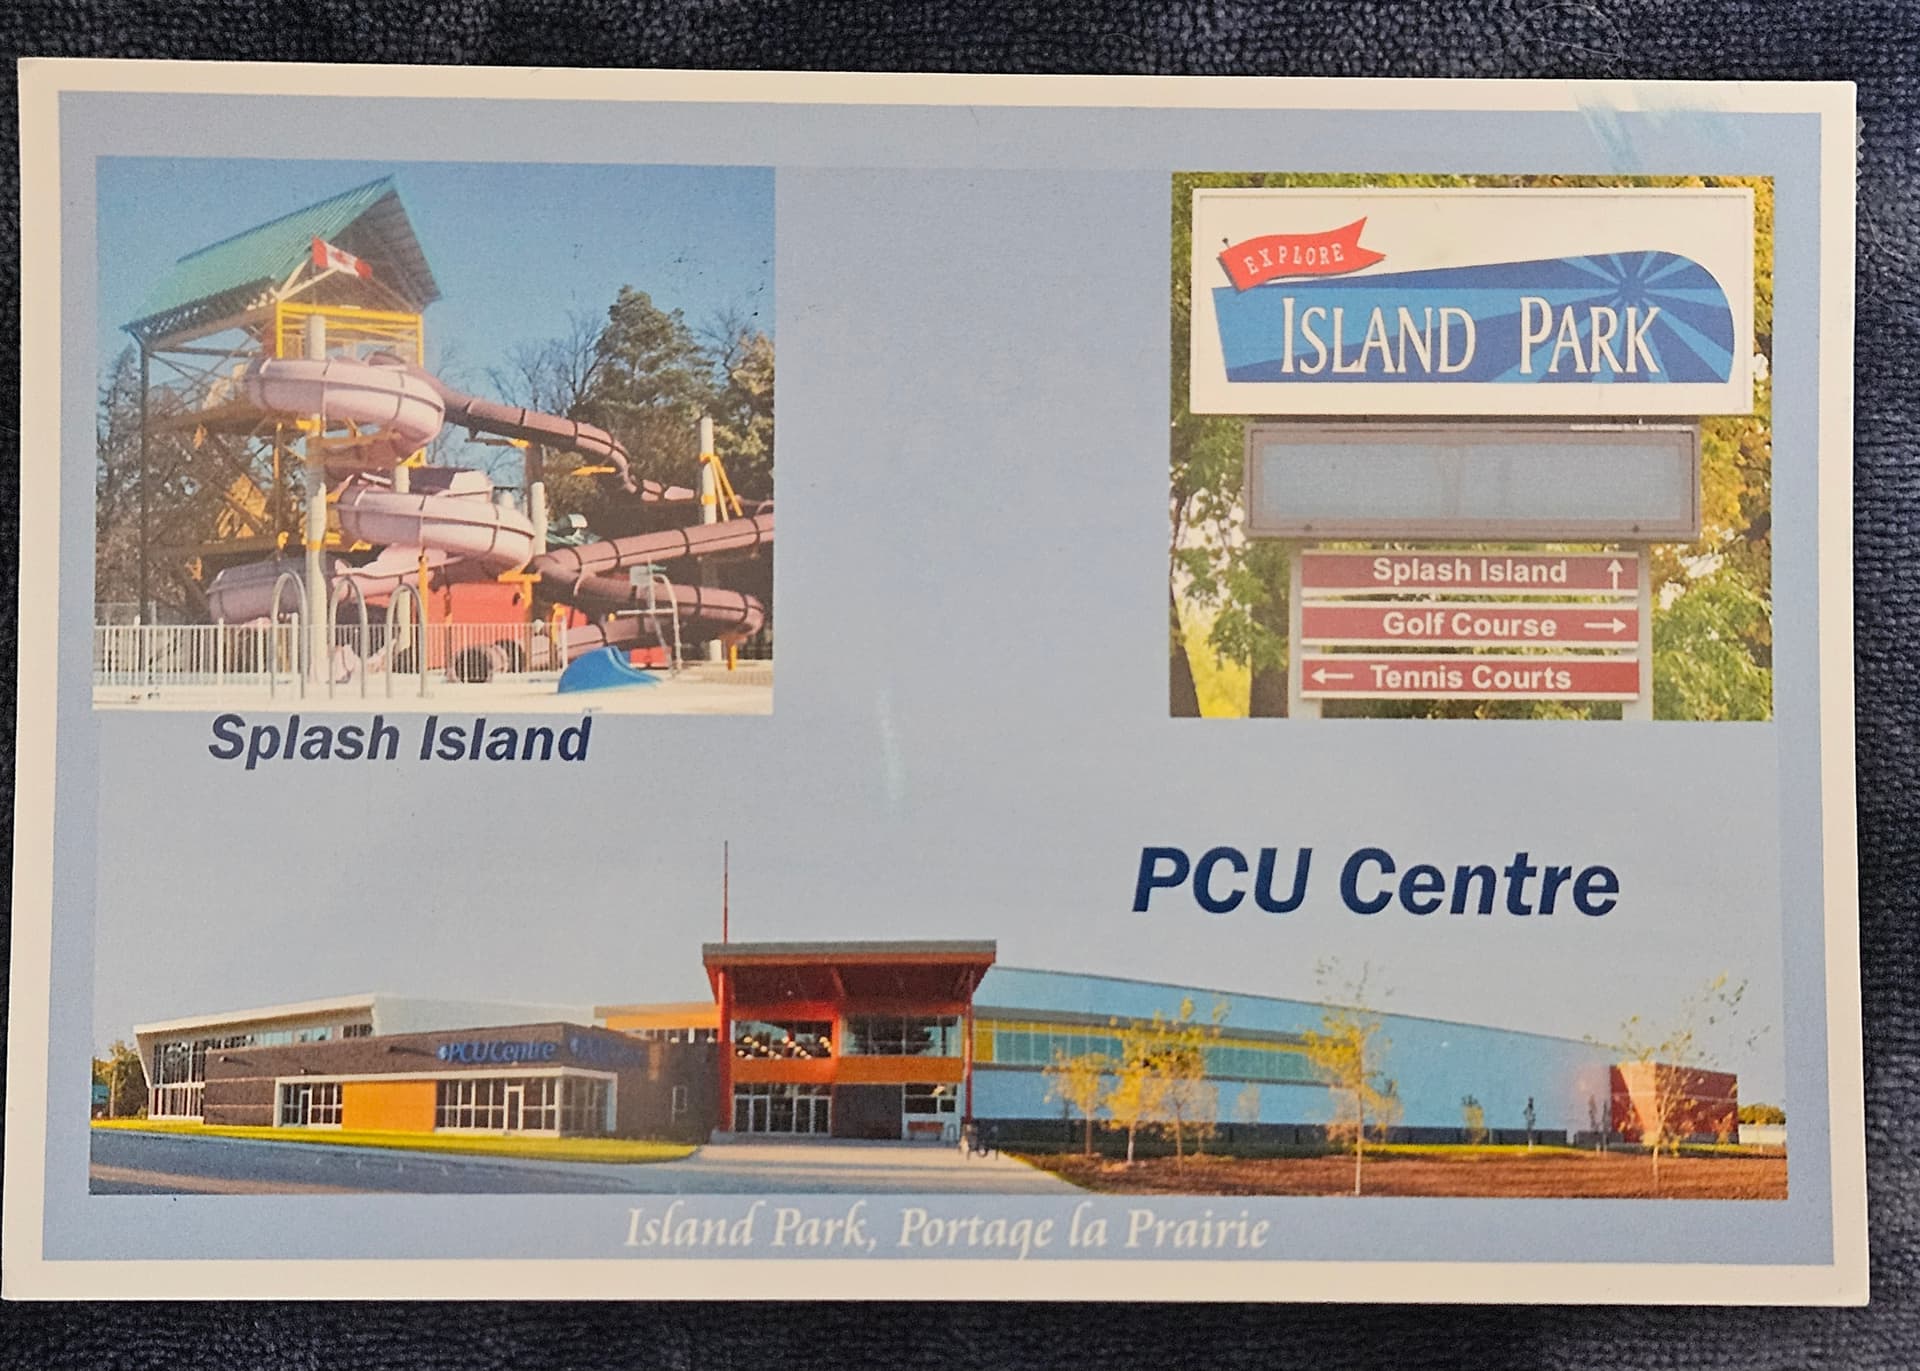 EXPLORE
ISLAND PARK
Splash Island ↑
Golf Course →
← Tennis Courts
Splash Island
PCU Centre
PCU Centre
Island Park, Portage la Prairie